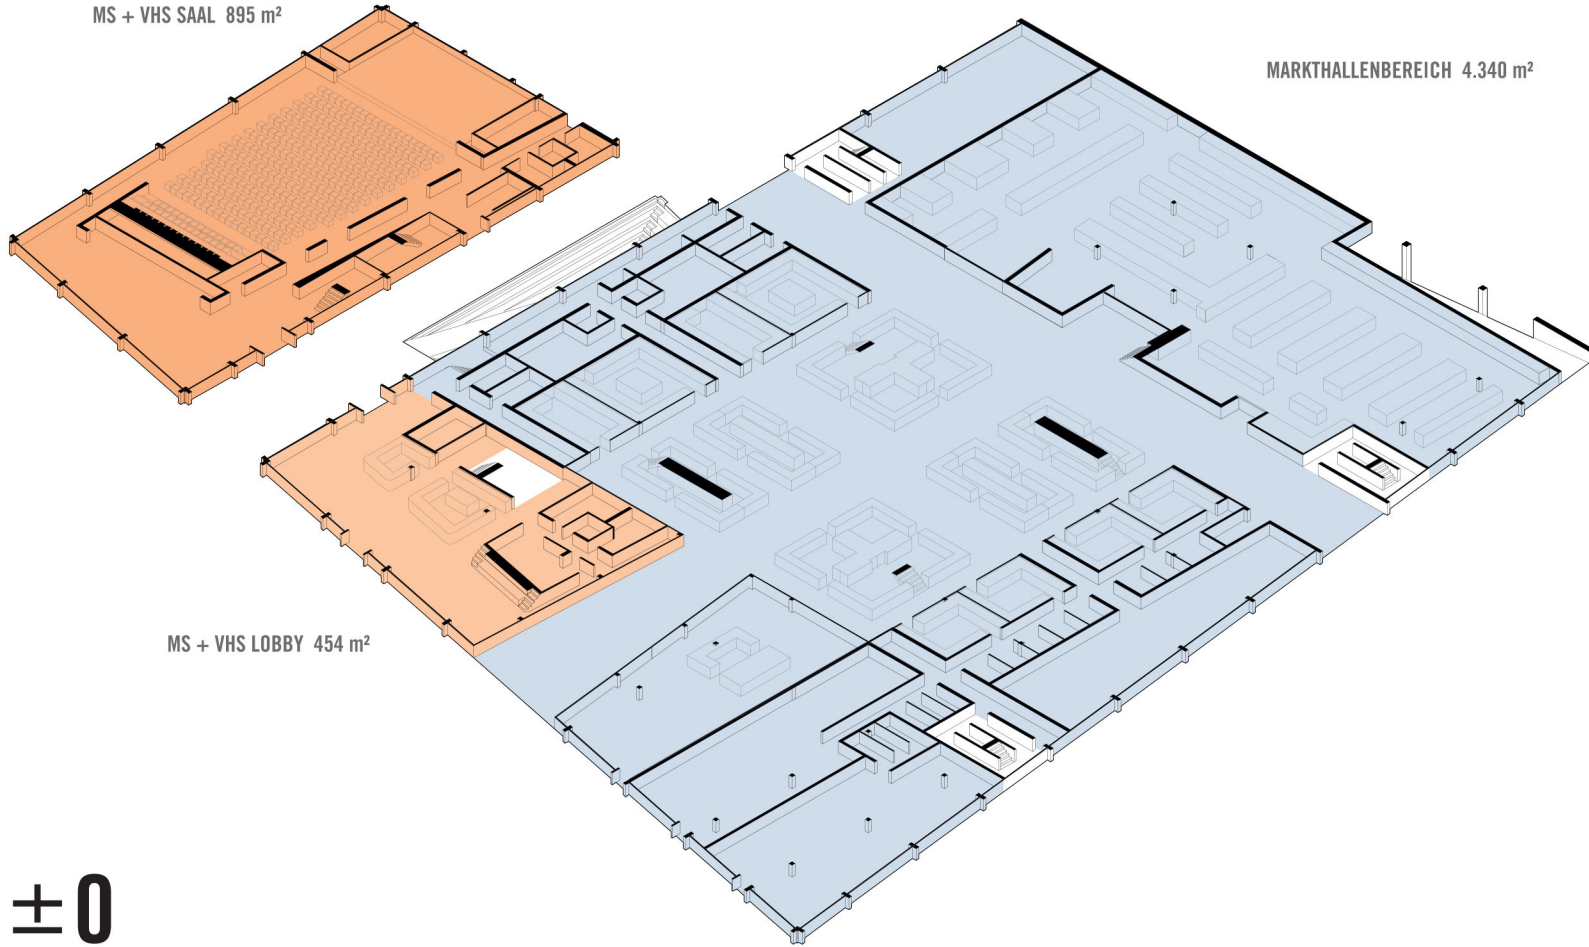 MS + VHS SAAL 895 m²
MARKTHALLENBEREICH 4.340 m²
MS + VHS LOBBY 454 m²
±0